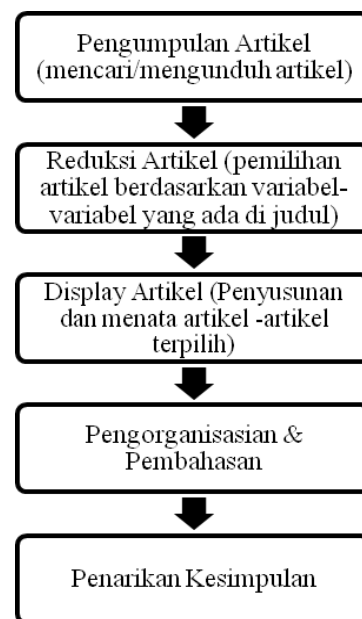 Pengumpulan Artikel
(mencari/mengunduh artikel)
Reduksi Artikel (pemilihan
artikel berdasarkan variabel-
variabel yang ada di judul)
Display Artikel (Penyusunan
dan menata artikel -artikel
terpilih)
Pengorganisasian &
Pembahasan
Penarikan Kesimpulan